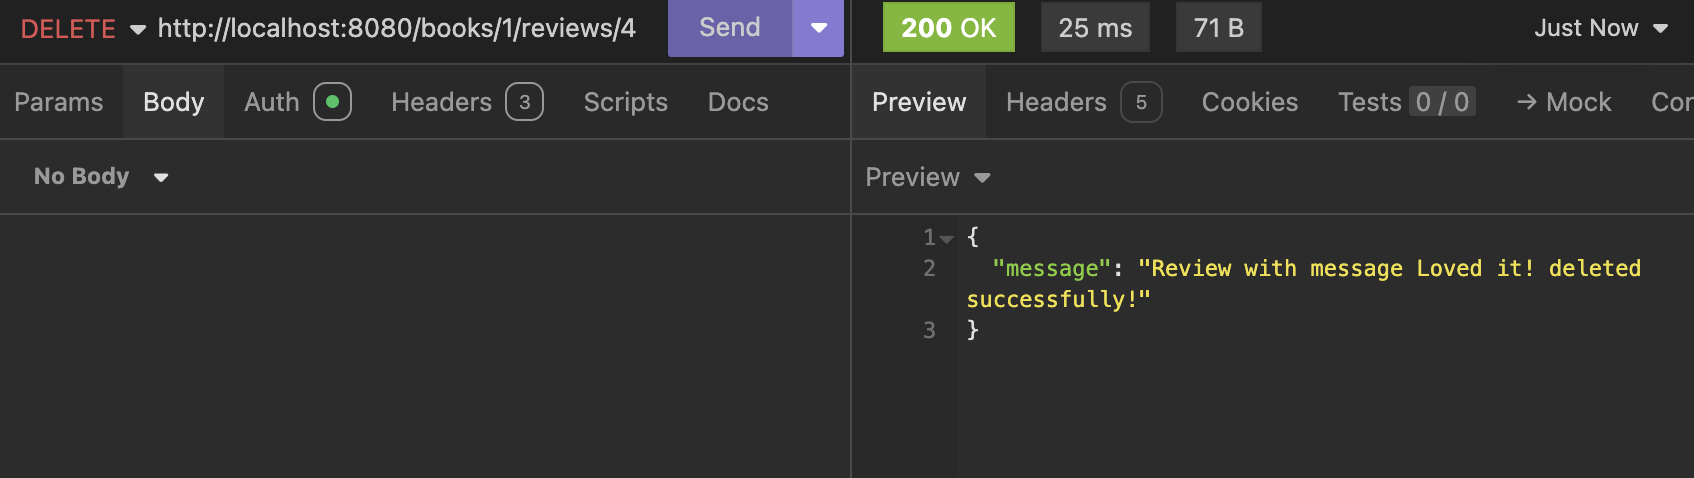 DELETE http://localhost:8080/books/1/reviews/4 Send 200 OK 25 ms 71 B Just Now
Params Body Auth Headers 3 Scripts Docs Preview Headers 5 Cookies Tests 0 / 0 → Mock
No Body Preview
1 {
2 "message": "Review with message Loved it! deleted
successfully!"
3 }